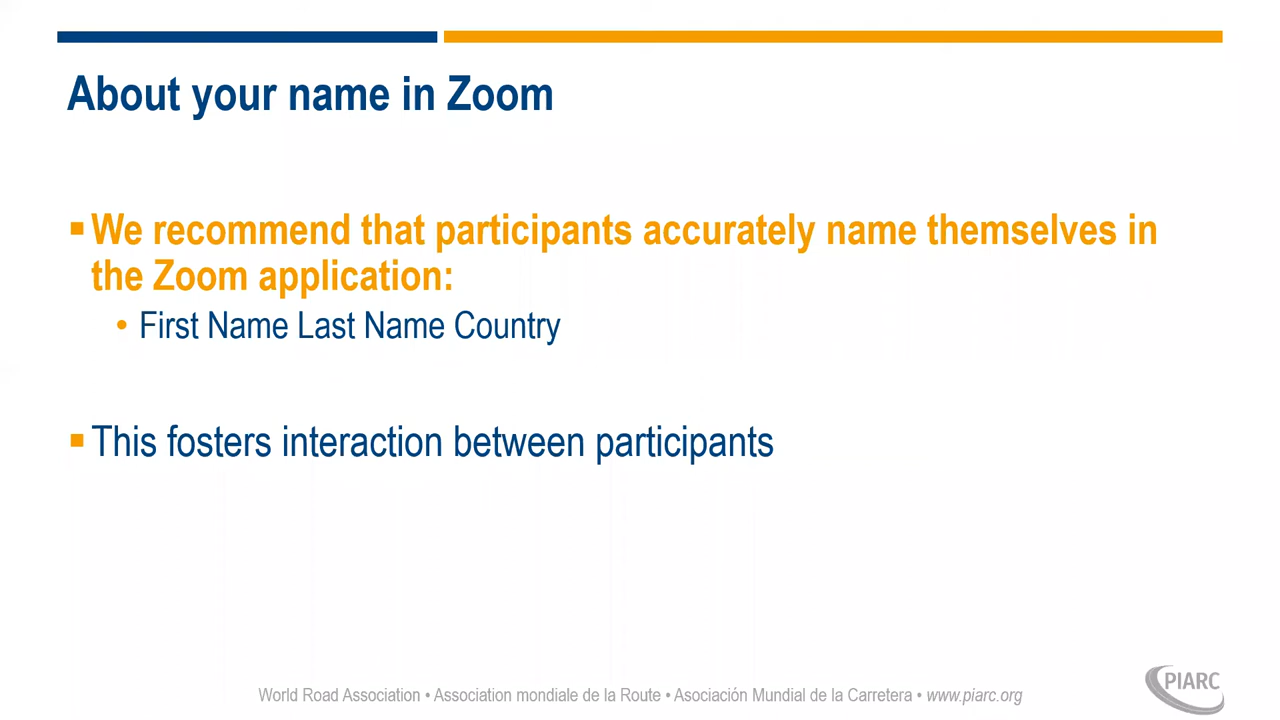 About your name in Zoom
▪ We recommend that participants accurately name themselves in
the Zoom application:
• First Name Last Name Country
▪ This fosters interaction between participants
World Road Association • Association mondiale de la Route • Asociación Mundial de la Carretera • www.piarc.org
PIARC